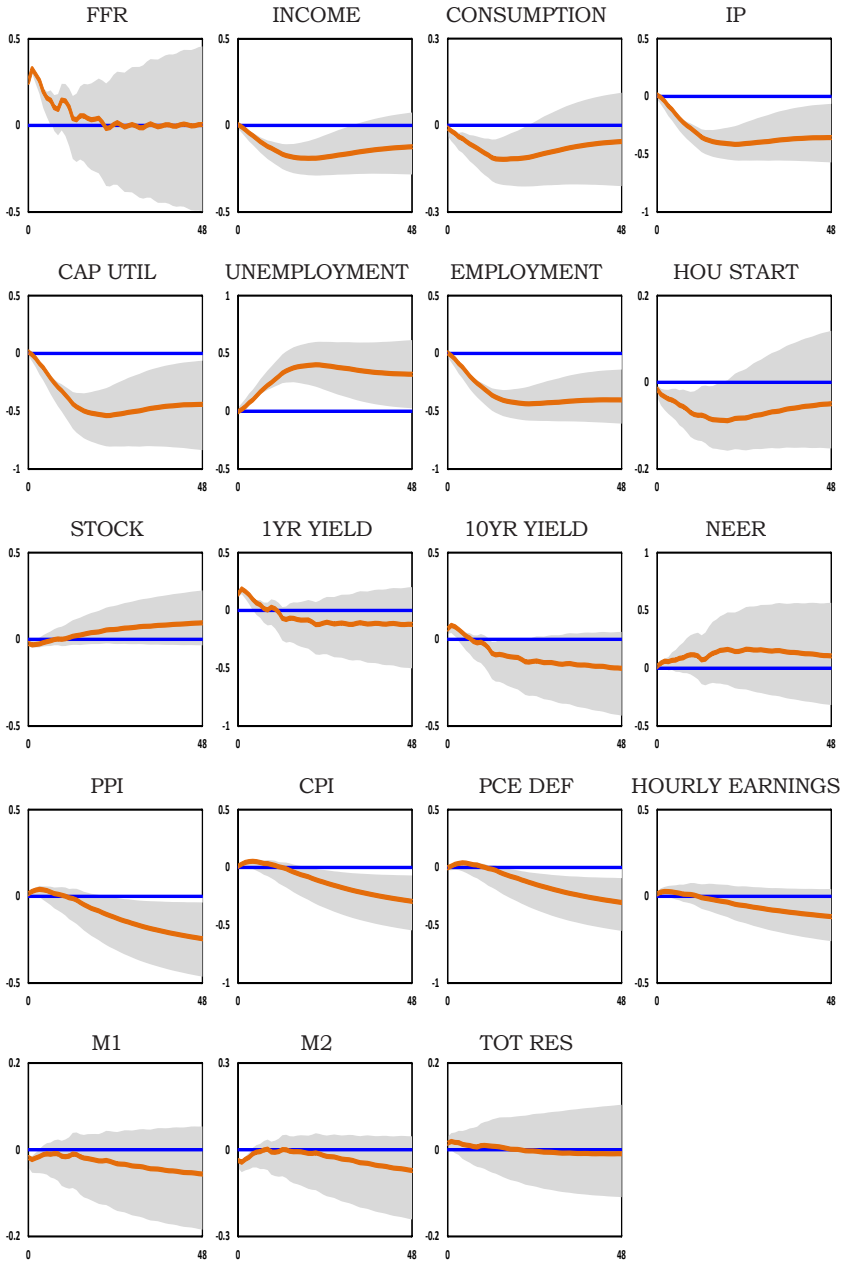 FFR INCOME CONSUMPTION IP
0.5 0.5 0.3 0.5
0 0 0 0
-0.5
-0.5 -0.5 -0.3 -1
0 48 0 48 0 48 0 48
CAP UTIL UNEMPLOYMENT EMPLOYMENT HOU START
0.5 1 0.5 0.2
0 0.5 0 0
-0.5 0 -0.5
-1 -0.5 -1 -0.2
0 48 0 48 0 48 0 48
STOCK 1YR YIELD 10YR YIELD NEER
0.5 0.5 0.5 1
0 0 0 0.5
-0.5 0
-0.5 -1 -0.5 -0.5
0 48 0 48 0 48 0 48
PPI CPI PCE DEF HOURLY EARNINGS
0.5 0.5 0.5 0.5
0 0 0 0
-0.5 -0.5
-0.5 -1 -1 -0.5
0 48 0 48 0 48 0 48
M1 M2 TOT RES
0.2 0.3 0.2
0 0 0
-0.2 -0.3 -0.2
0 48 0 48 0 48